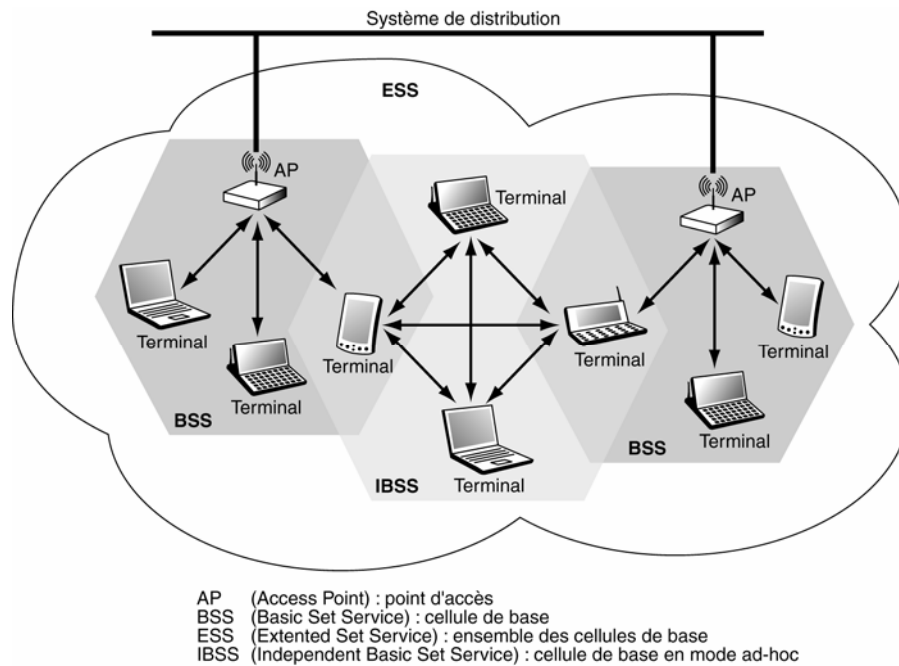 Système de distribution
ESS
AP
Terminal
AP
Terminal
Terminal
Terminal
Terminal
Terminal
Terminal
BSS
BSS
Terminal
IBSS
Terminal
AP (Access Point) : point d'accès
BSS (Basic Set Service) : cellule de base
ESS (Extented Set Service) : ensemble des cellules de base
IBSS (Independent Basic Set Service) : cellule de base en mode ad-hoc